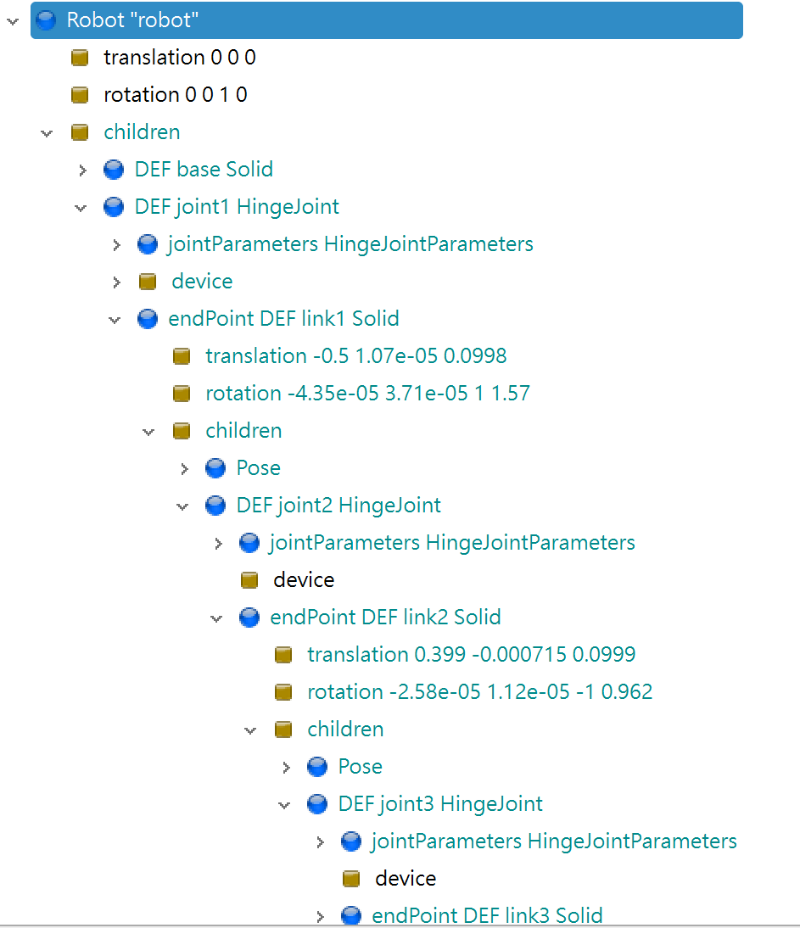 Robot "robot"
translation 0 0 0
rotation 0 0 1 0
children
DEF base Solid
DEF joint1 HingeJoint
jointParameters HingeJointParameters
device
endPoint DEF link1 Solid
translation -0.5 1.07e-05 0.0998
rotation -4.35e-05 3.71e-05 1 1.57
children
Pose
DEF joint2 HingeJoint
jointParameters HingeJointParameters
device
endPoint DEF link2 Solid
translation 0.399 -0.000715 0.0999
rotation -2.58e-05 1.12e-05 -1 0.962
children
Pose
DEF joint3 HingeJoint
jointParameters HingeJointParameters
device
endPoint DEF link3 Solid